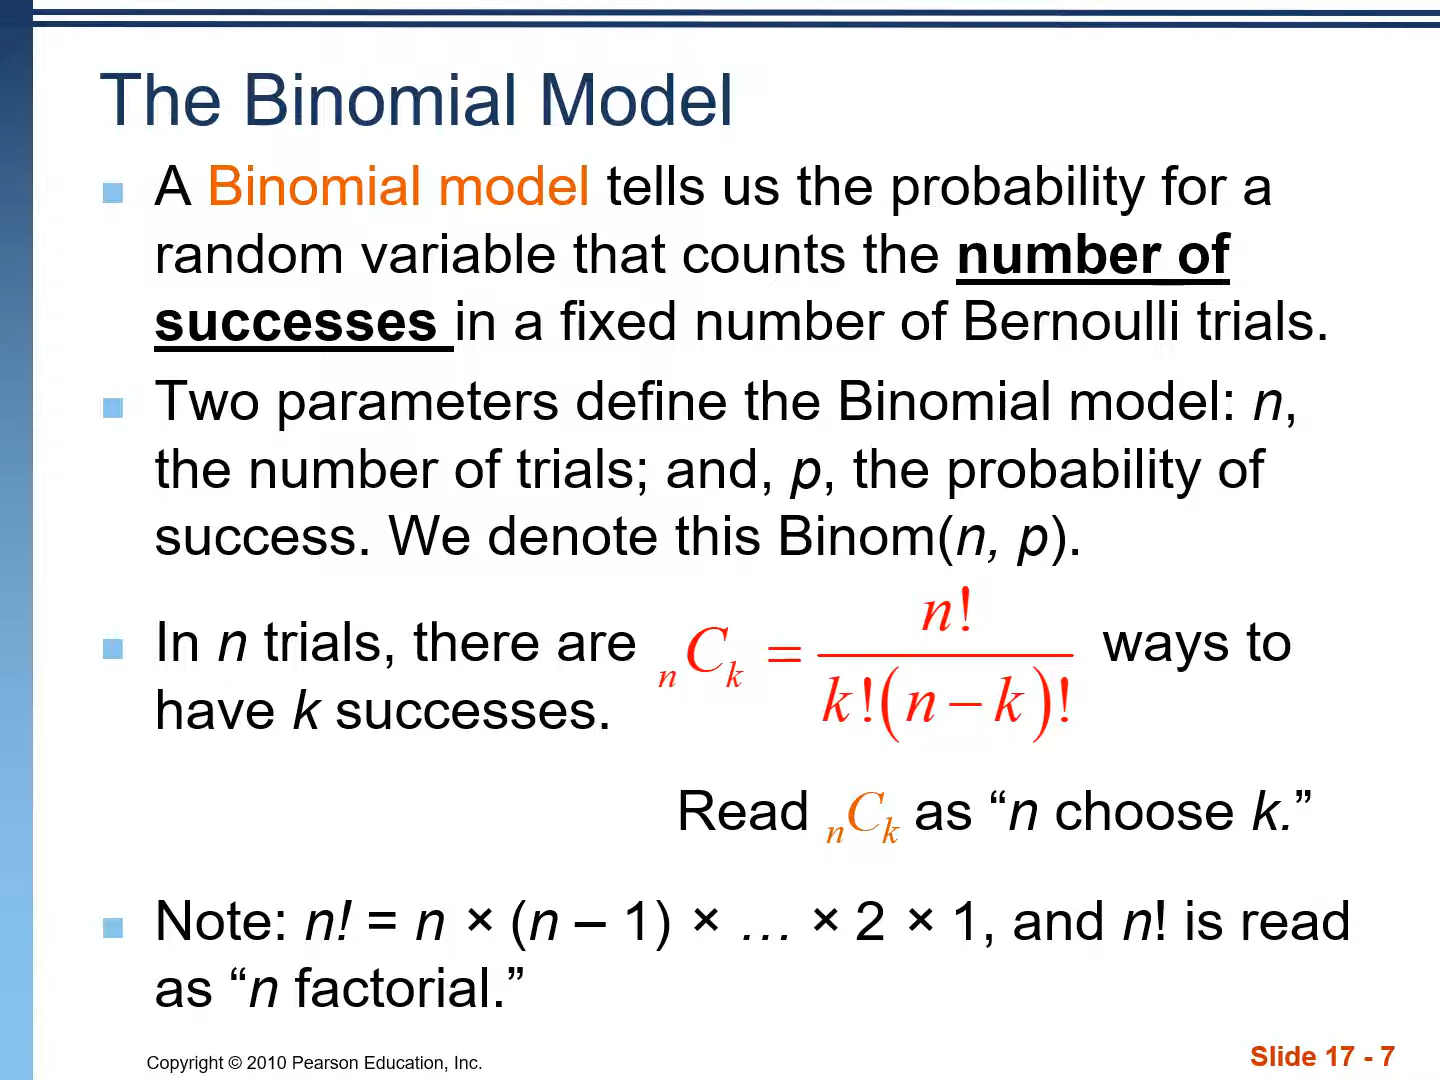 The Binomial Model
A Binomial model tells us the probability for a
random variable that counts the number of
successes in a fixed number of Bernoulli trials.
Two parameters define the Binomial model: n,
the number of trials; and, p, the probability of
success. We denote this Binom(n, p).
In n trials, there are nCk = n! / k!(n – k)! ways to
have k successes.
Read nCk as “n choose k.”
Note: n! = n × (n – 1) × … × 2 × 1, and n! is read
as “n factorial.”
Copyright © 2010 Pearson Education, Inc.
Slide 17 - 7